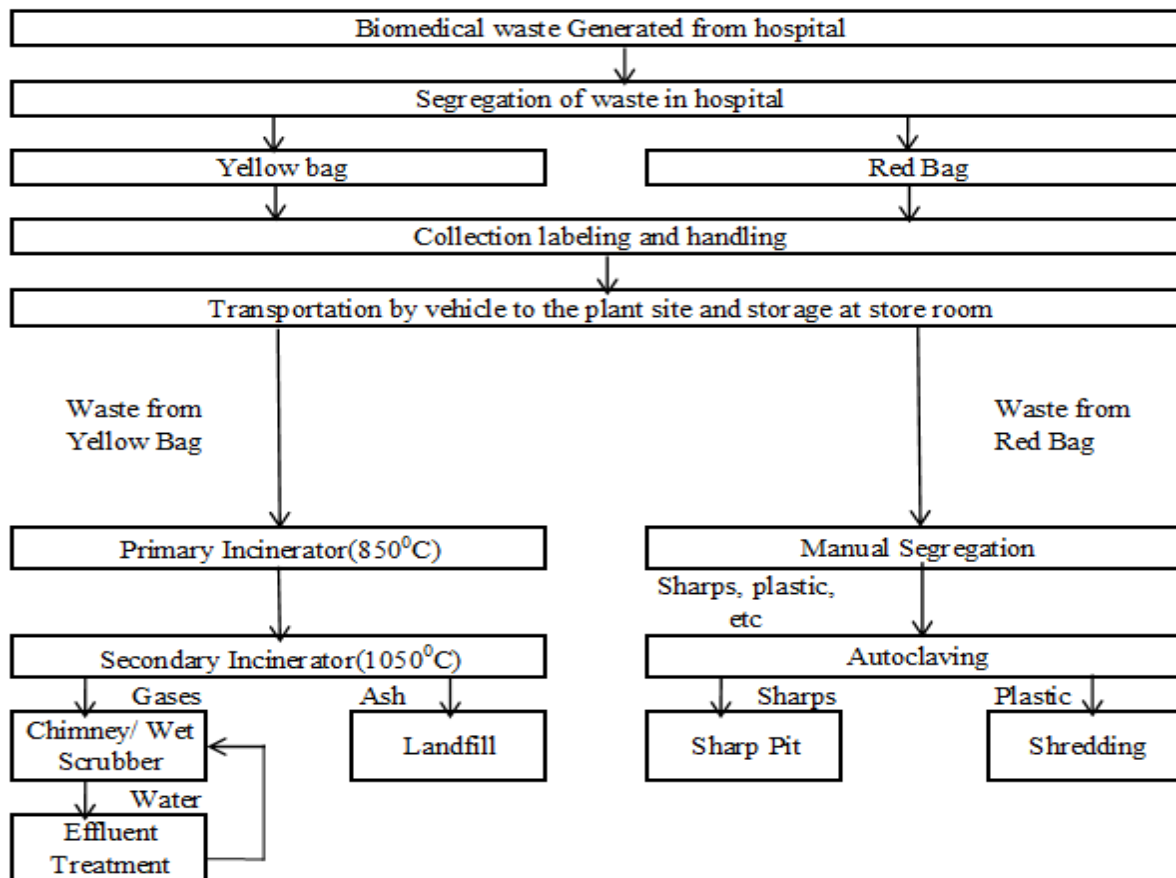 Biomedical waste Generated from hospital
Segregation of waste in hospital
Yellow bag
Red Bag
Collection labeling and handling
Transportation by vehicle to the plant site and storage at store room
Waste from
Yellow Bag
Waste from
Red Bag
Primary Incinerator(850⁰C)
Manual Segregation
Sharps, plastic,
etc
Secondary Incinerator(1050⁰C)
Autoclaving
Gases
Ash
Sharps
Plastic
Chimney/ Wet
Scrubber
Landfill
Sharp Pit
Shredding
Water
Effluent
Treatment